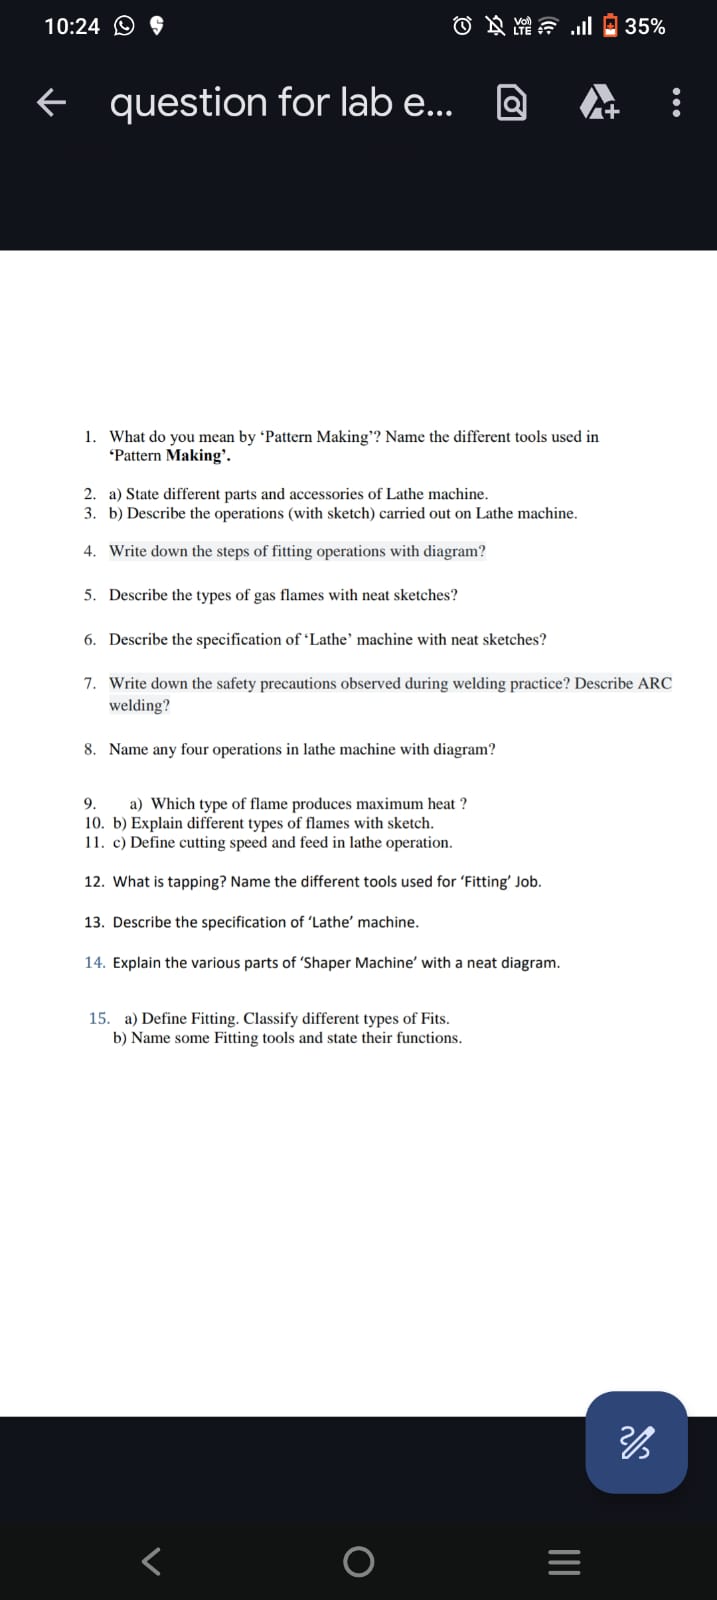 10:24
Vo) LTE
35%
question for lab e...
1. What do you mean by ‘Pattern Making’? Name the different tools used in
‘Pattern Making’.
2. a) State different parts and accessories of Lathe machine.
3. b) Describe the operations (with sketch) carried out on Lathe machine.
4. Write down the steps of fitting operations with diagram?
5. Describe the types of gas flames with neat sketches?
6. Describe the specification of ‘Lathe’ machine with neat sketches?
7. Write down the safety precautions observed during welding practice? Describe ARC
welding?
8. Name any four operations in lathe machine with diagram?
9. a) Which type of flame produces maximum heat ?
10. b) Explain different types of flames with sketch.
11. c) Define cutting speed and feed in lathe operation.
12. What is tapping? Name the different tools used for ‘Fitting’ Job.
13. Describe the specification of ‘Lathe’ machine.
14. Explain the various parts of ‘Shaper Machine’ with a neat diagram.
15. a) Define Fitting. Classify different types of Fits.
b) Name some Fitting tools and state their functions.